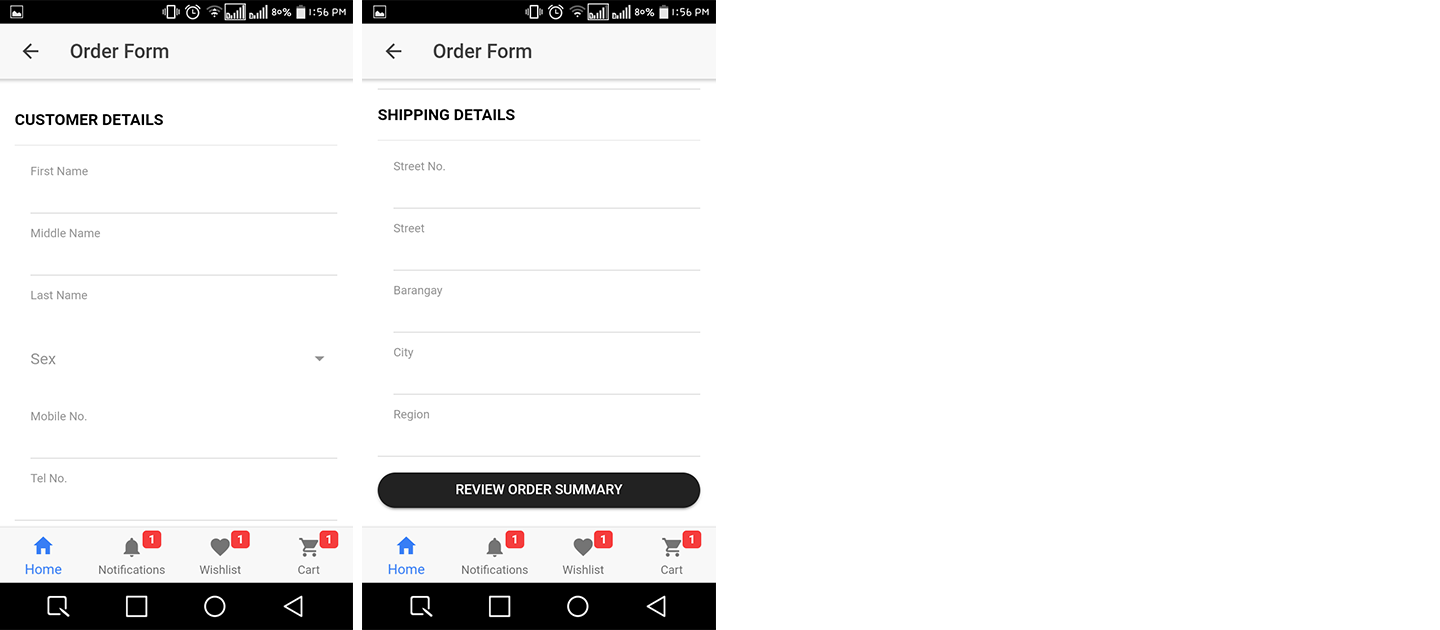 80% 1:56 PM
Order Form
CUSTOMER DETAILS
First Name
Middle Name
Last Name
Sex
Mobile No.
Tel No.
1 1 1
Home Notifications Wishlist Cart
80% 1:56 PM
Order Form
SHIPPING DETAILS
Street No.
Street
Barangay
City
Region
REVIEW ORDER SUMMARY
1 1 1
Home Notifications Wishlist Cart